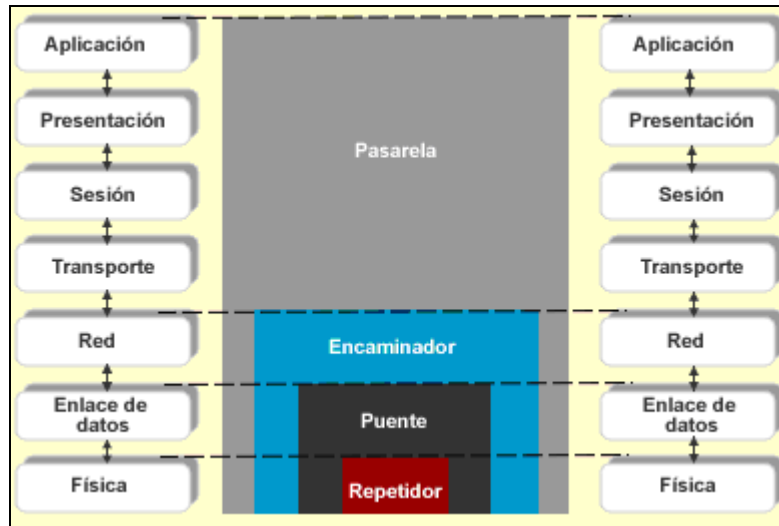 Aplicación
Presentación
Sesión
Transporte
Red
Enlace de
datos
Física
Pasarela
Encaminador
Puente
Repetidor
Aplicación
Presentación
Sesión
Transporte
Red
Enlace de
datos
Física